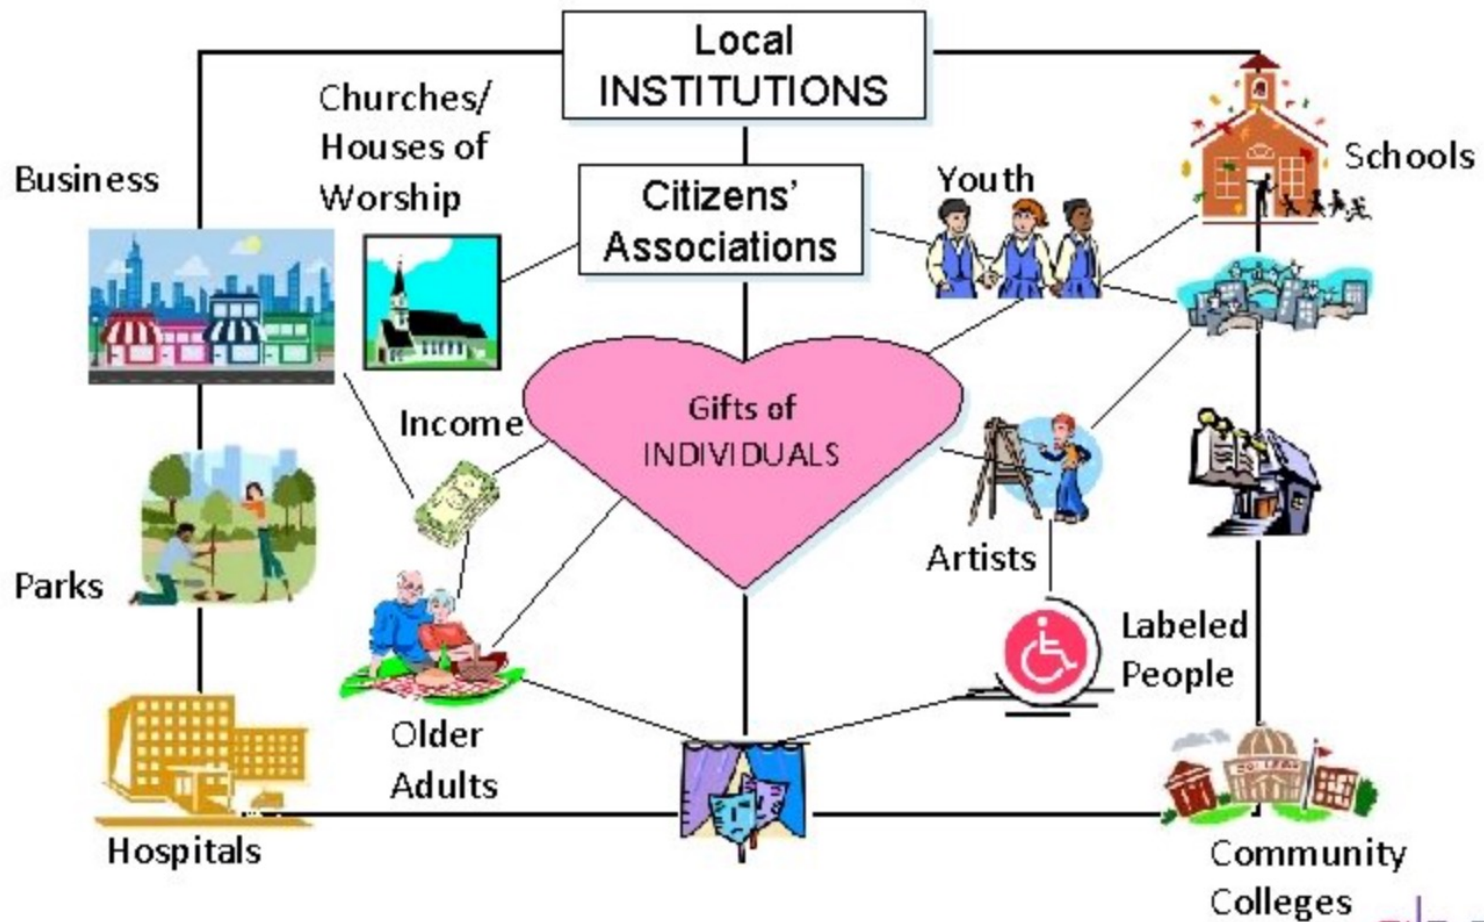 Local
INSTITUTIONS
Churches/
Houses of
Worship
Business
Citizens’
Associations
Youth
Schools
Income
Gifts of
INDIVIDUALS
Parks
Artists
Labeled
People
Older
Adults
Hospitals
COLLEGE
Community
Colleges